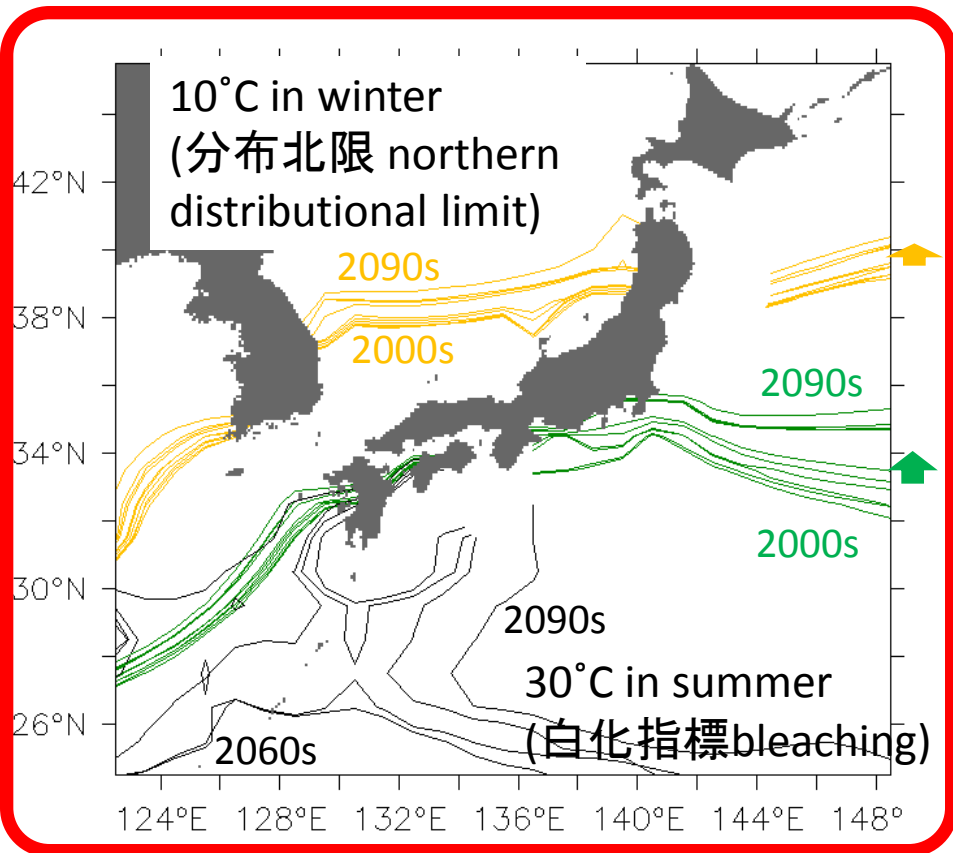 10˚C in winter
(分布北限 northern
distributional limit)
42°N
2090s
38°N
2000s
2090s
34°N
2000s
30°N
2090s
30˚C in summer
26°N
(白化指標bleaching)
2060s
124°E 128°E 132°E 136°E 140°E 144°E 148°